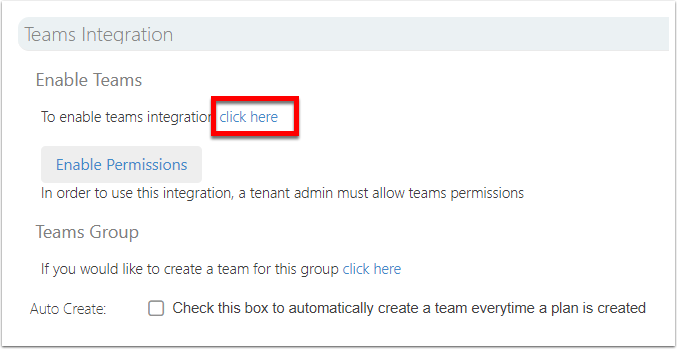 Teams Inteqration
Enable Teams
To enable teams integration click here
Enable Permissions
In order to use this integration, a tenant admin must allow teams permissions
Teams Group
If you would like to create a team for this group click here
Auto Create: Check this box to automatically create a team everytime a plan is created